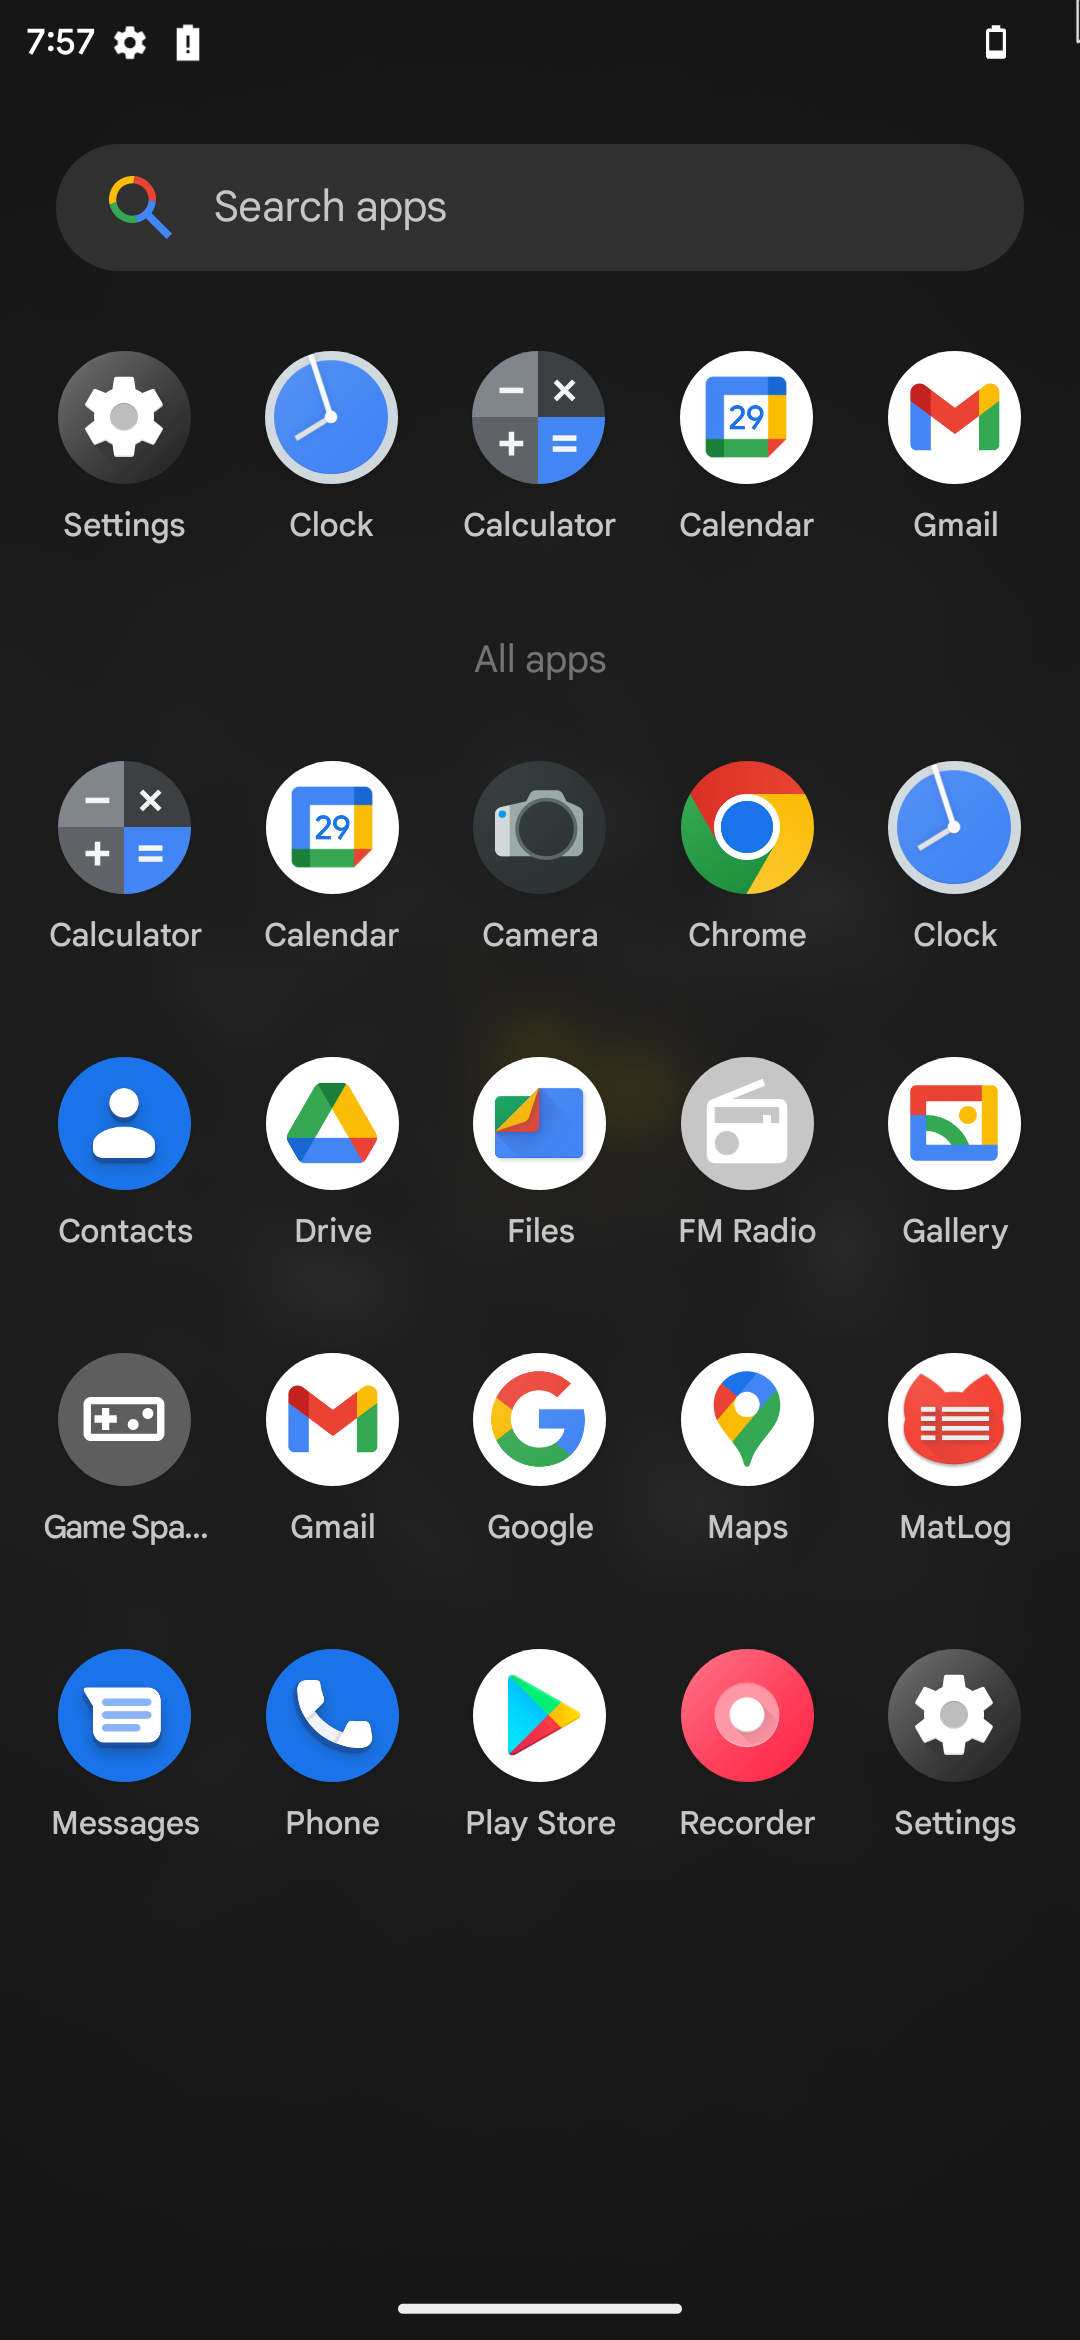 7:57
Search apps
Settings Clock Calculator Calendar Gmail
All apps
Calculator Calendar Camera Chrome Clock
Contacts Drive Files FM Radio Gallery
Game Spa... Gmail Google Maps MatLog
Messages Phone Play Store Recorder Settings